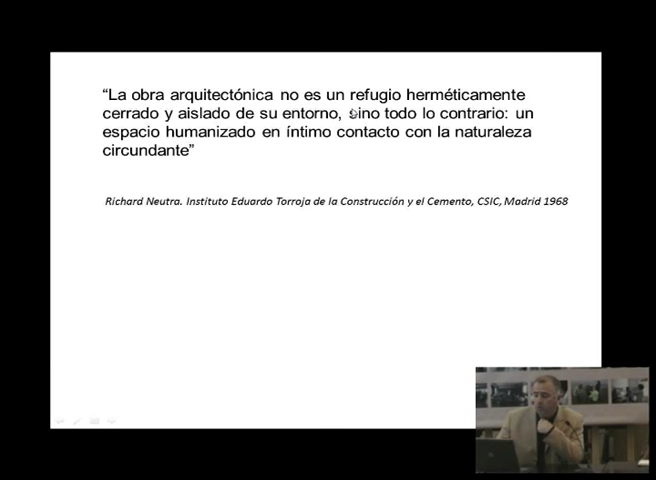 “La obra arquitectónica no es un refugio herméticamente
cerrado y aislado de su entorno, sino todo lo contrario: un
espacio humanizado en íntimo contacto con la naturaleza
circundante”
Richard Neutra. Instituto Eduardo Torroja de la Construcción y el Cemento, CSIC, Madrid 1968